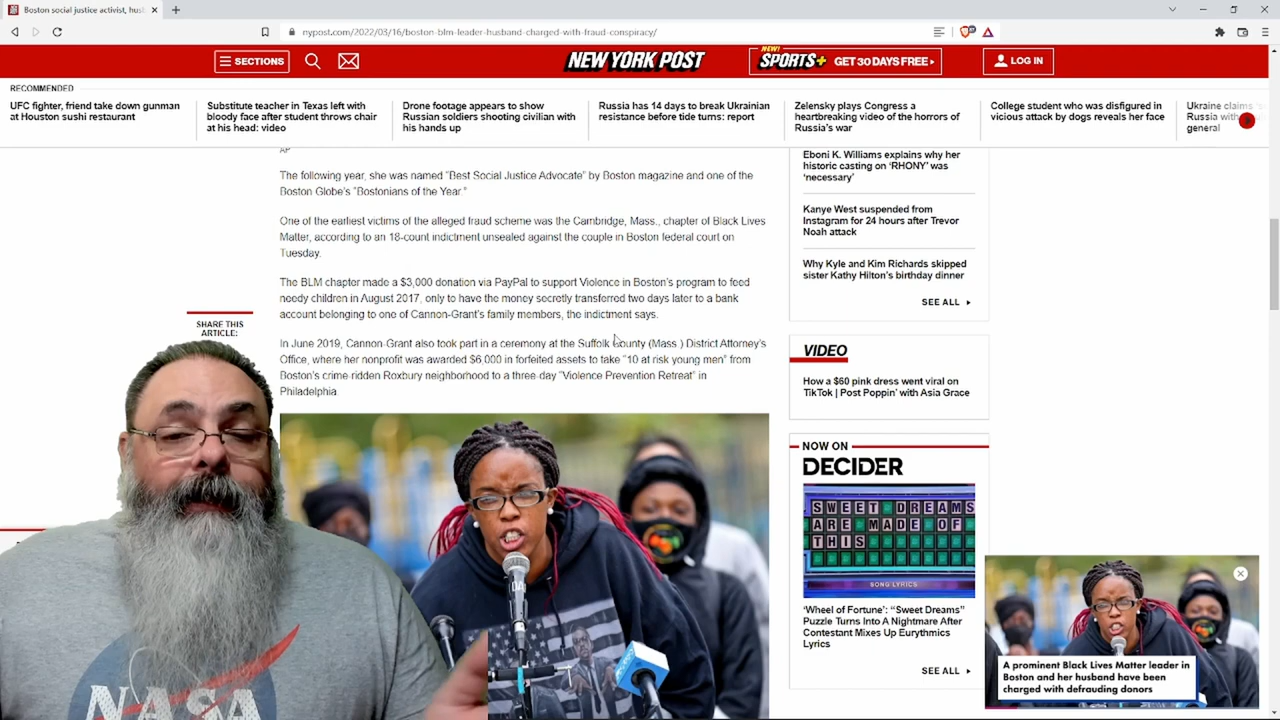 Boston social justice activist, hus
nypost.com/2022/03/16/boston-blm-leader-husband-charged-with-fraud-conspiracy/
SECTIONS
NEW YORK POST
NEW!
SPORTS+ GET 30 DAYS FREE
LOG IN
RECOMMENDED
UFC fighter, friend take down gunman
at Houston sushi restaurant
Substitute teacher in Texas left with
bloody face after student throws chair
at his head: video
Drone footage appears to show
Russian soldiers shooting civilian with
his hands up
Russia has 14 days to break Ukrainian
resistance before tide turns: report
Zelensky plays Congress a
heartbreaking video of the horrors of
Russia's war
College student who was disfigured in
vicious attack by dogs reveals her face
Ukraine claims
Russia with
general
AP
The following year, she was named "Best Social Justice Advocate" by Boston magazine and one of the
Boston Globe's "Bostonians of the Year."
One of the earliest victims of the alleged fraud scheme was the Cambridge, Mass., chapter of Black Lives
Matter, according to an 18-count indictment unsealed against the couple in Boston federal court on
Tuesday.
The BLM chapter made a $3,000 donation via PayPal to support Violence in Boston's program to feed
needy children in August 2017, only to have the money secretly transferred two days later to a bank
account belonging to one of Cannon-Grant's family members, the indictment says.
In June 2019, Cannon-Grant also took part in a ceremony at the Suffolk County (Mass.) District Attorney's
Office, where her nonprofit was awarded $6,000 in forfeited assets to take "10 at risk young men" from
Boston's crime-ridden Roxbury neighborhood to a three-day "Violence Prevention Retreat" in
Philadelphia.
SHARE THIS
ARTICLE:
Eboni K. Williams explains why her
historic casting on 'RHONY' was
'necessary'
Kanye West suspended from
Instagram for 24 hours after Trevor
Noah attack
Why Kyle and Kim Richards skipped
sister Kathy Hilton's birthday dinner
SEE ALL
VIDEO
How a $60 pink dress went viral on
TikTok | Post Poppin' with Asia Grace
NOW ON
DECIDER
SWEET DREAMS
ARE MADE OF
THIS
SONG LYRICS
'Wheel of Fortune': "Sweet Dreams"
Puzzle Turns Into A Nightmare After
Contestant Mixes Up Eurythmics
Lyrics
SEE ALL
A prominent Black Lives Matter leader in
Boston and her husband have been
charged with defrauding donors
NASA